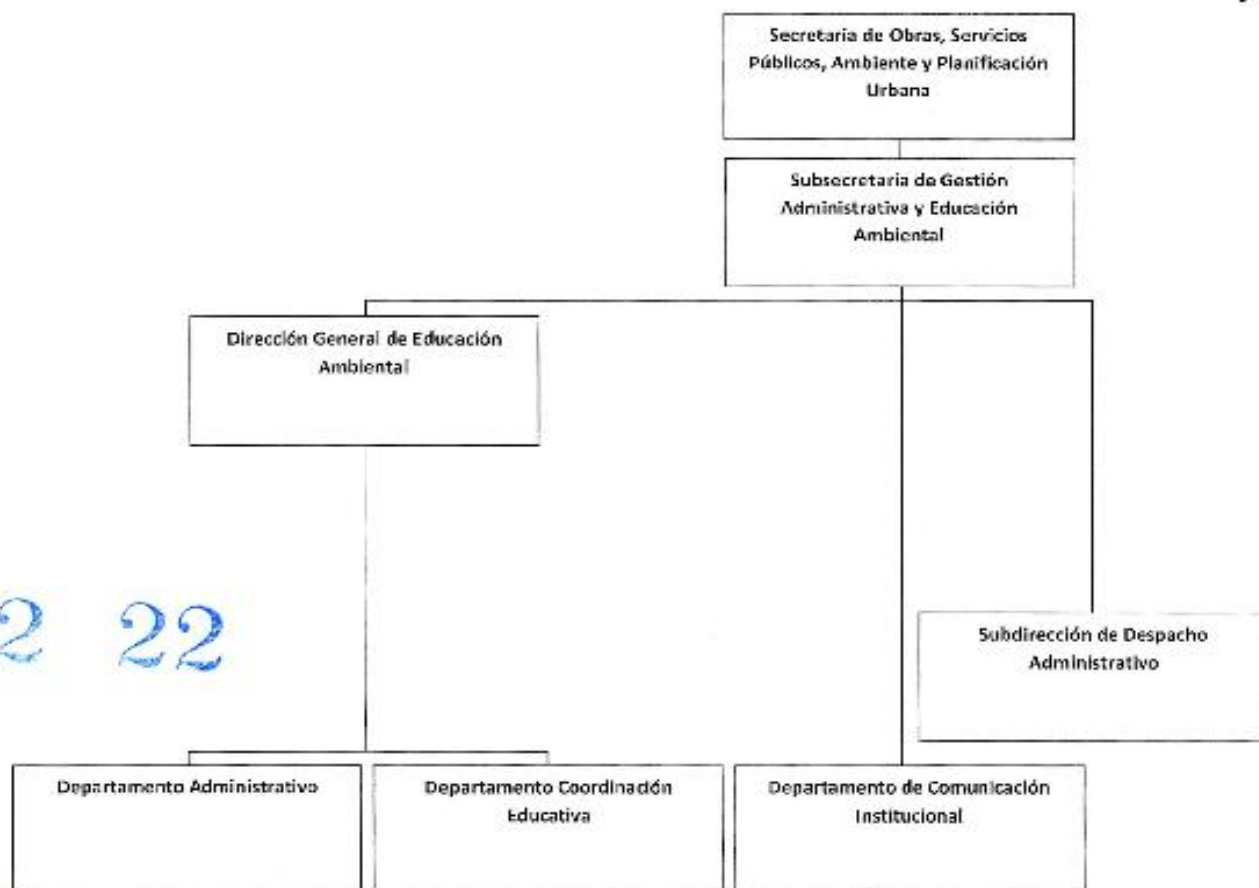 Secretaria de Obras, Servicios
Públicos, Ambiente y Planificación
Urbana
Subsecretaria de Gestión
Administrativa y Educación
Ambiental
Dirección General de Educación
Ambiental
2 22
Subdirección de Despacho
Administrativo
Departamento Administrativo
Departamento Coordinación
Educativa
Departamento de Comunicación
Institucional